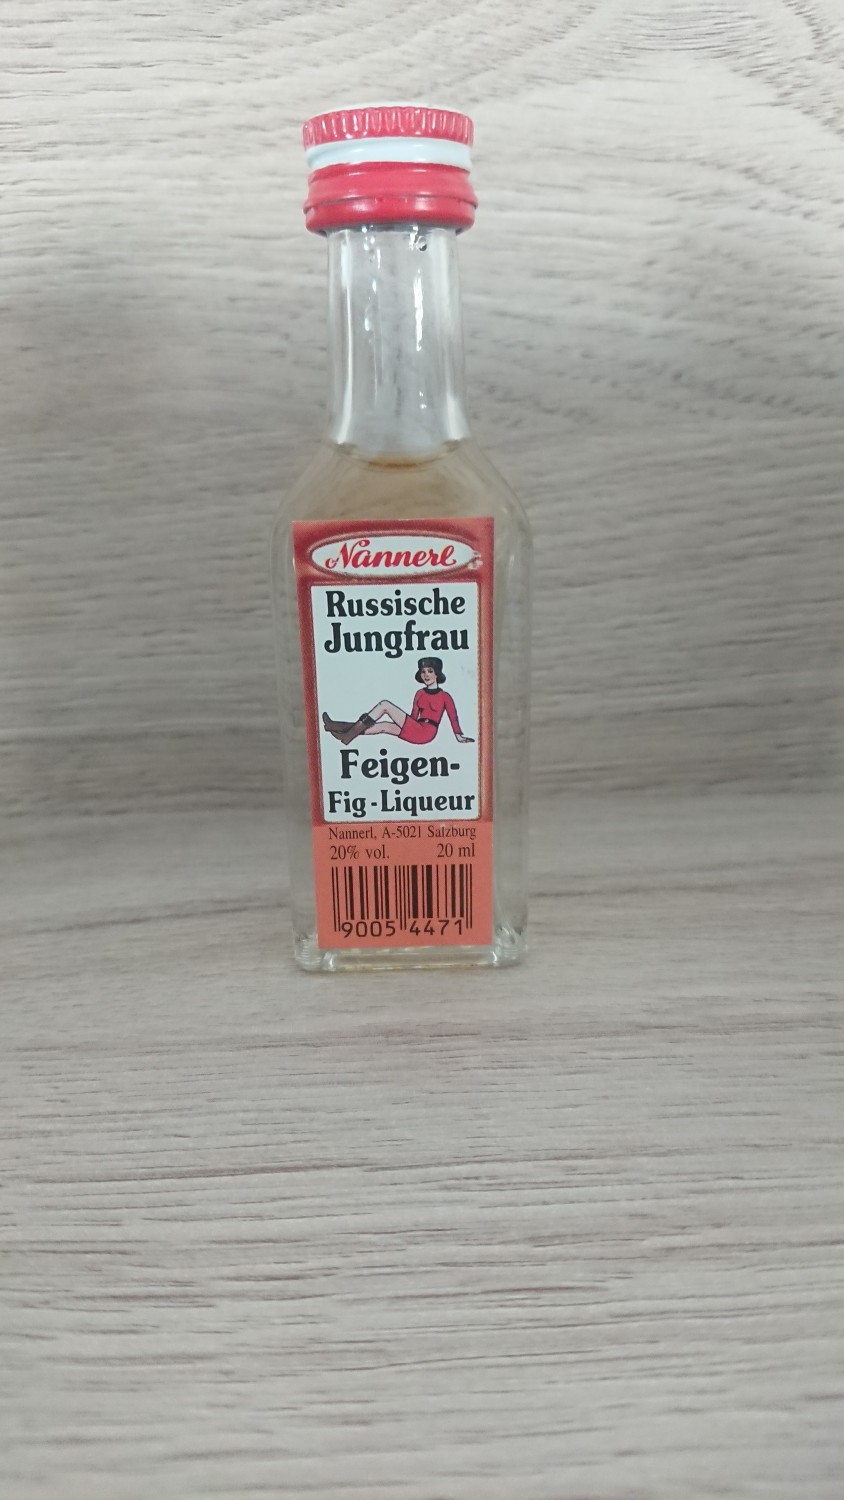 Nannerl
Russische
Jungfrau
Feigen-
Fig-Liqueur
Nannerl, A-5021 Salzburg
20% vol. 20 ml
9005 4471